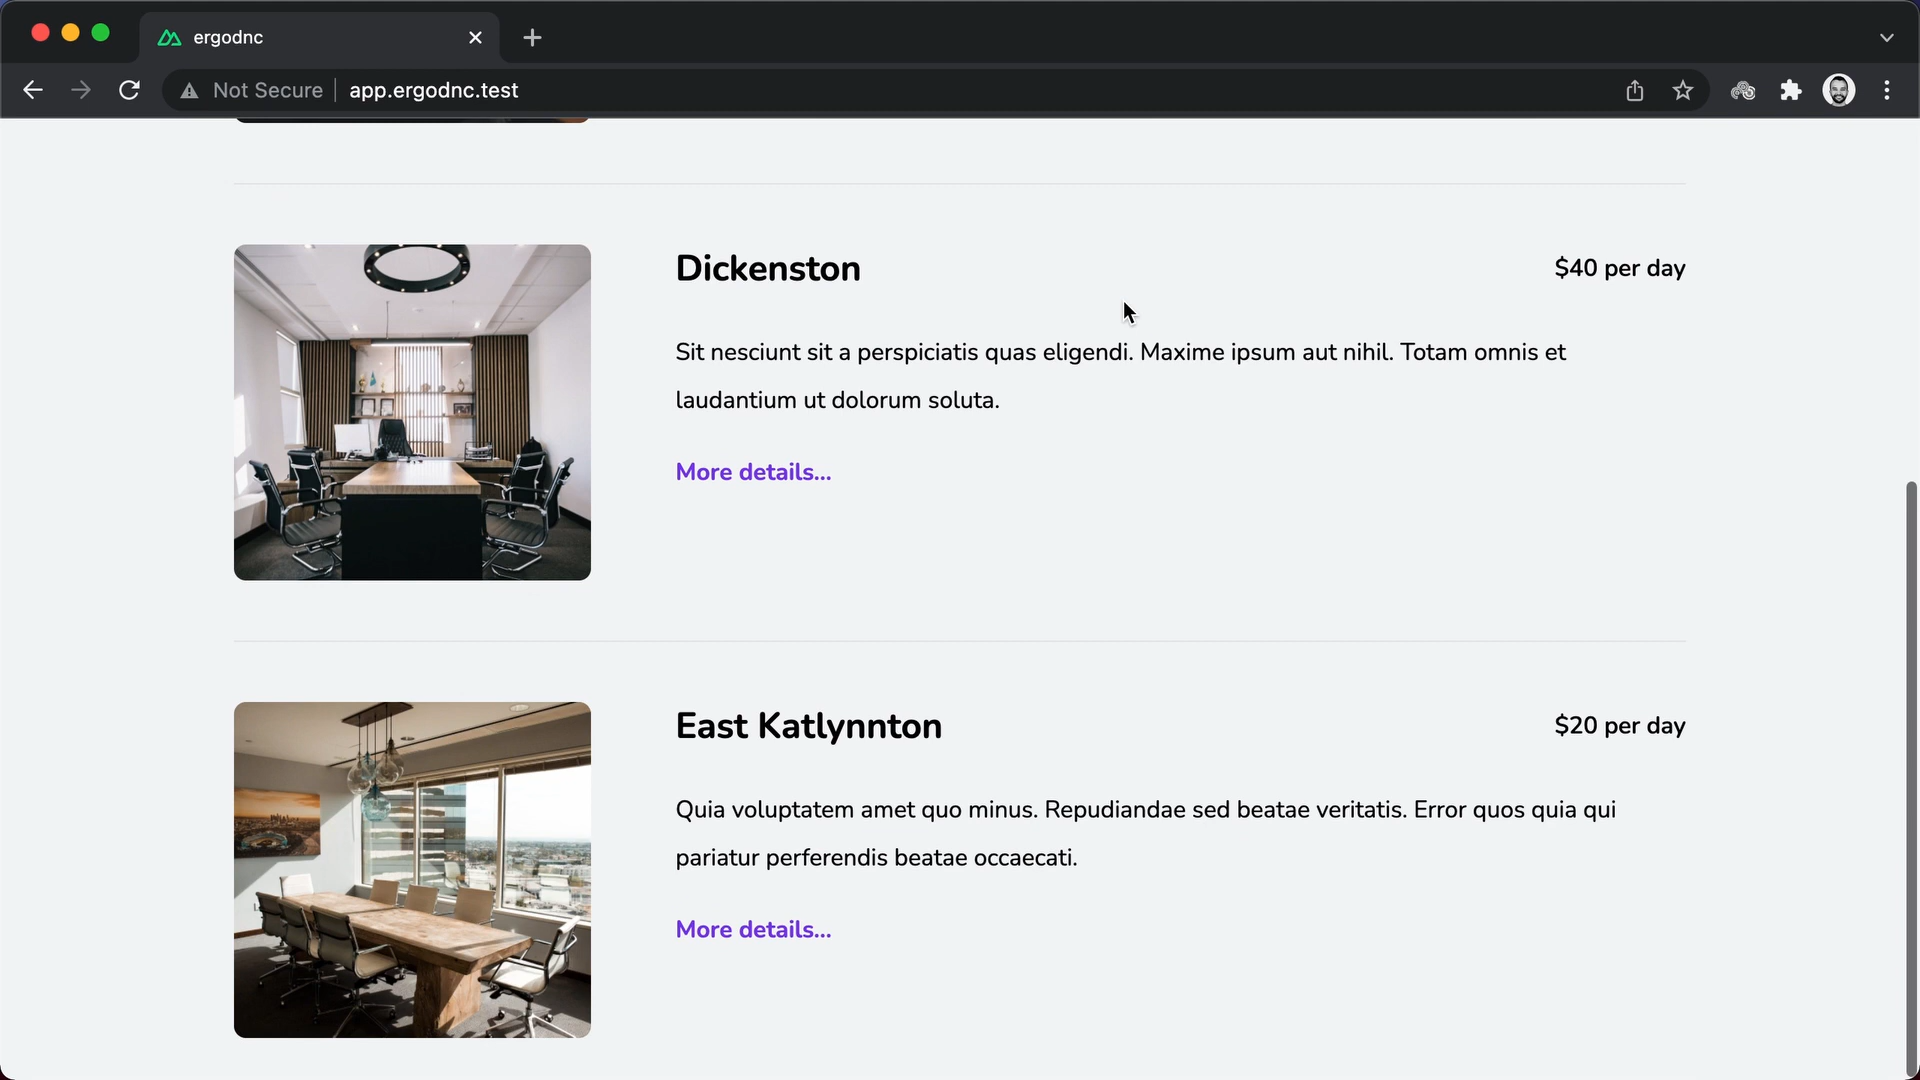 ergodnc
Not Secure
app.ergodnc.test
Dickenston
$40 per day
Sit nesciunt sit a perspiciatis quas eligendi. Maxime ipsum aut nihil. Totam omnis et
laudantium ut dolorum soluta.
More details...
East Katlynnton
$20 per day
Quia voluptatem amet quo minus. Repudiandae sed beatae veritatis. Error quos quia qui
pariatur perferendis beatae occaecati.
More details...